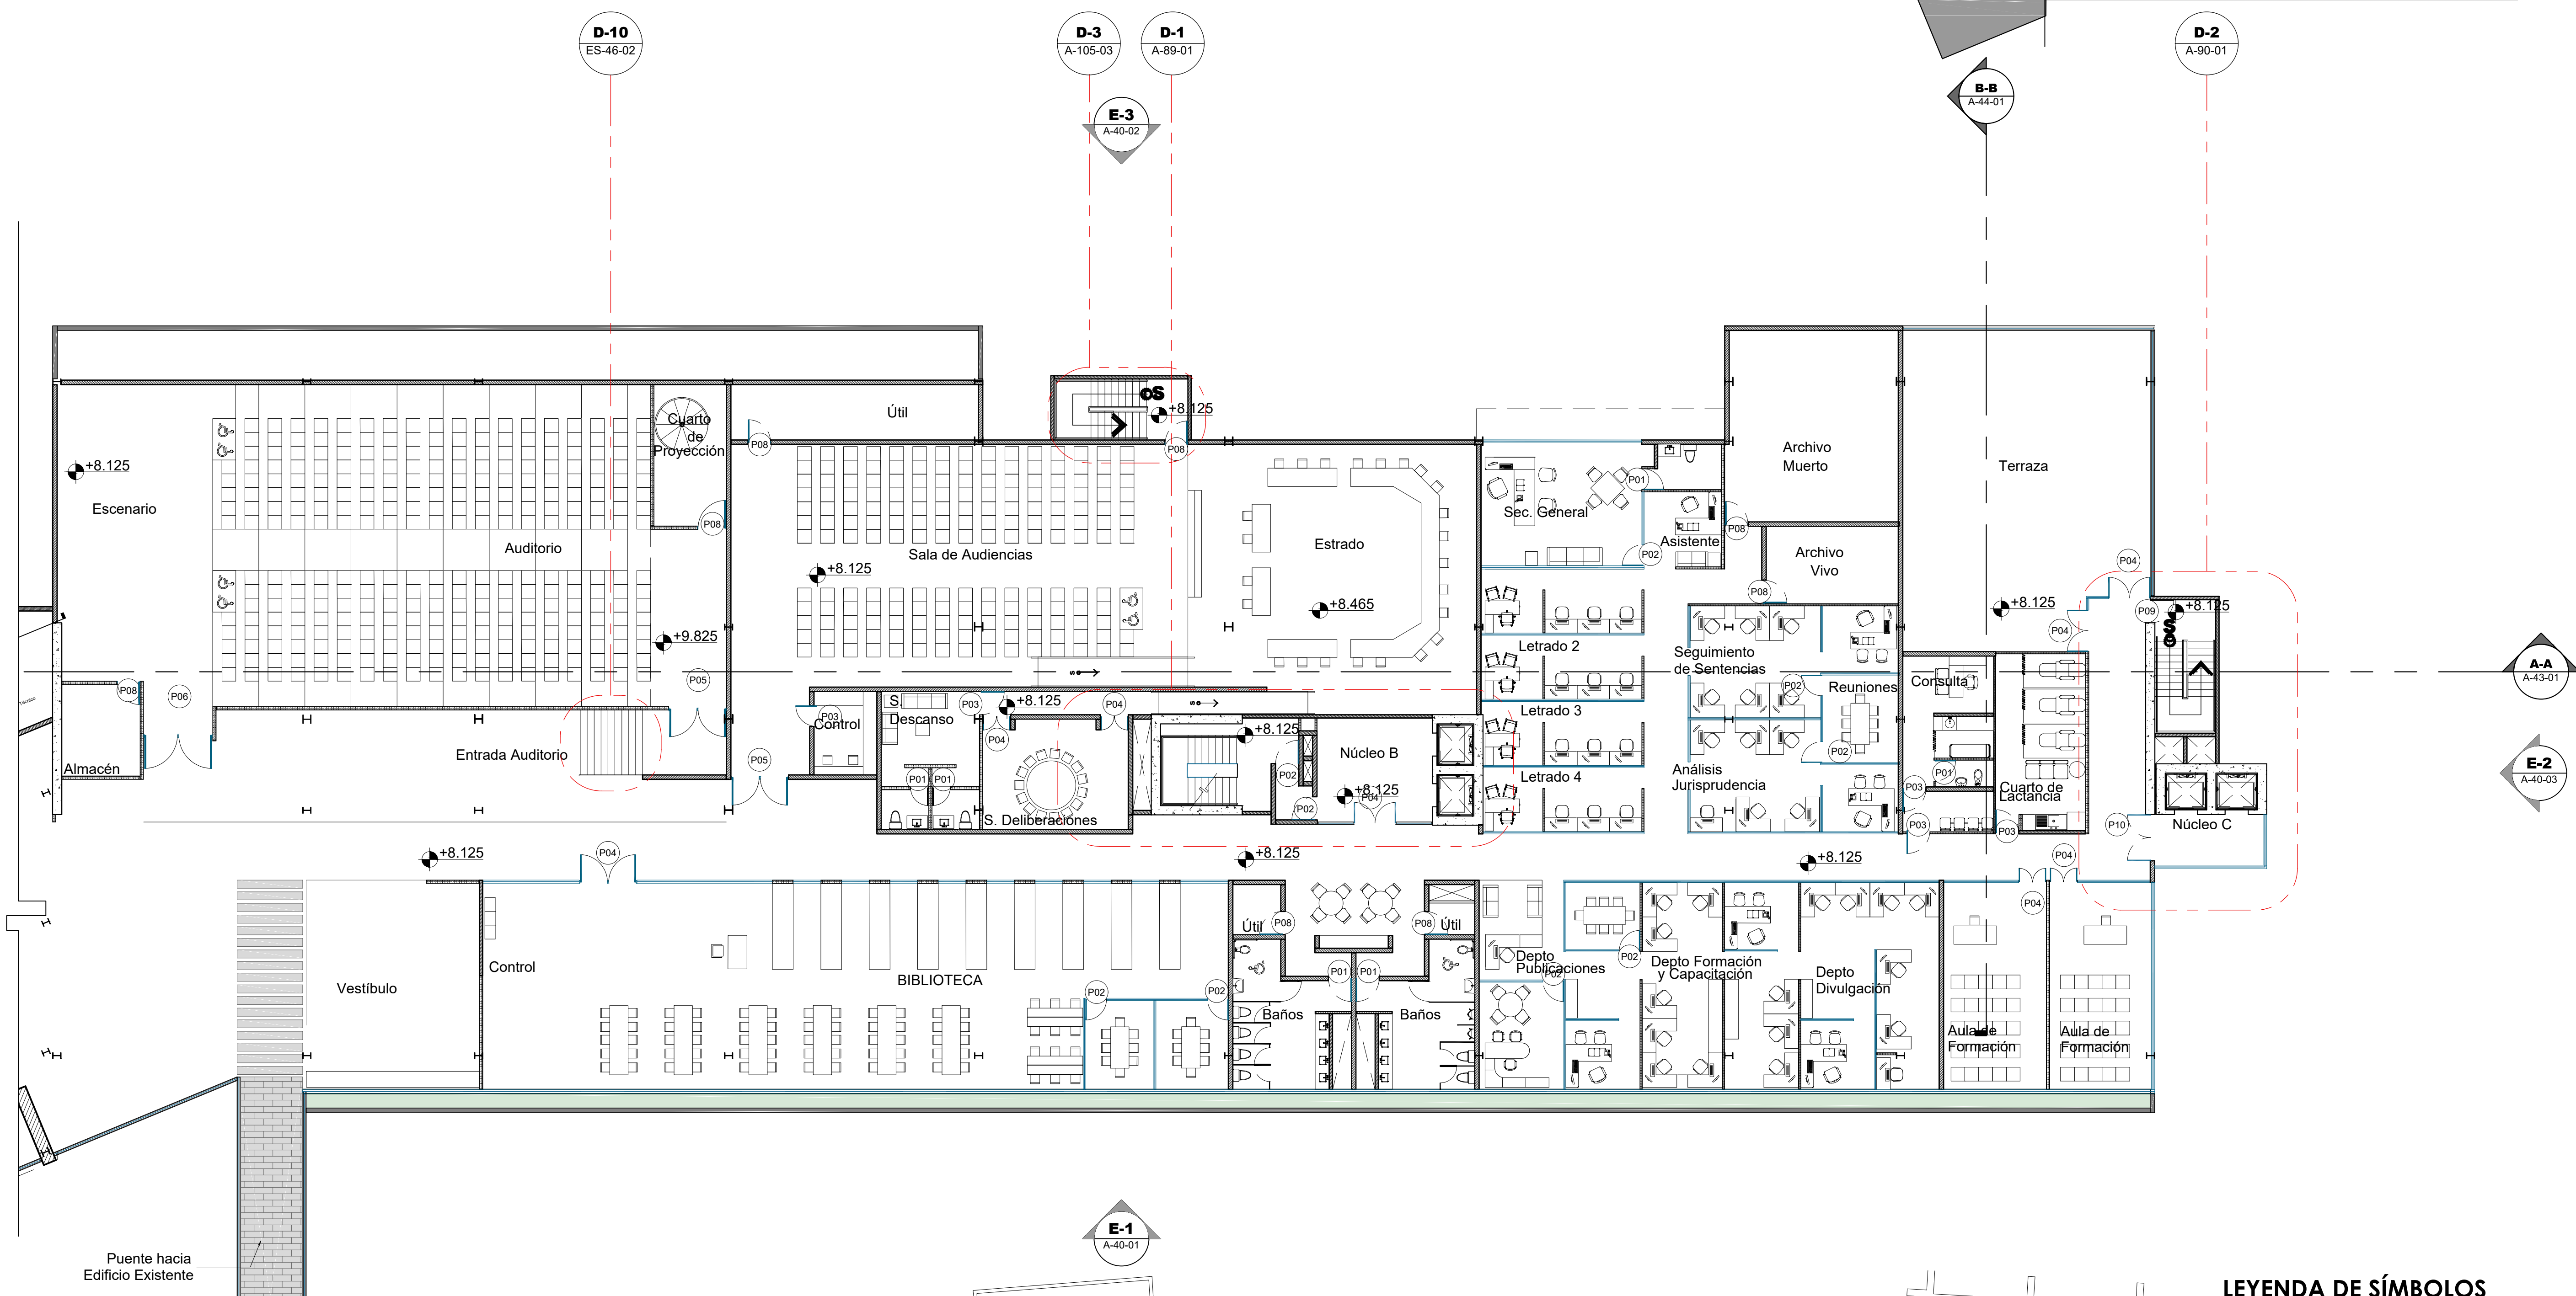 D-10
ES-46-02
D-3
A-105-03
D-1
A-89-01
D-2
A-90-01
E-3
A-40-02
B-B
A-44-01
Útil
Cuarto
de
Proyección
+8.125
P08
P08
P08
+8.125
Escenario
Auditorio
P08
Sala de Audiencias
+8.125
Estrado
+8.465
+9.825
Sec. General
P01
Asistente
P02
P08
Archivo
Muerto
Archivo
Vivo
P08
Terraza
P04
+8.125
P09
+8.125
P04
A-A
A-43-01
E-2
A-40-03
Técnico
P08
P06
P05
Almacén
Entrada Auditorio
P05
P03
Control
S.
Descanso
P03
+8.125
P04
P04
P01
P01
S. Deliberaciones
+8.125
P02
P02
Núcleo B
+8.125
P04
Letrado 2
Letrado 3
Letrado 4
Seguimiento
de Sentencias
P02
Reuniones
P02
Análisis
Jurisprudencia
Consulta
P01
P03
P03
P03
Cuarto de
Lactancia
P10
Núcleo C
+8.125
P04
+8.125
+8.125
P04
P04
Vestíbulo
Control
BIBLIOTECA
P02
P02
Útil
P08
P08
Útil
P01
P01
Baños
Baños
Depto
Publicaciones
P02
P02
Depto Formación
y Capacitación
Depto
Divulgación
Aula de
Formación
Aula de
Formación
Puente hacia
Edificio Existente
E-1
A-40-01
LEYENDA DE SÍMBOLOS